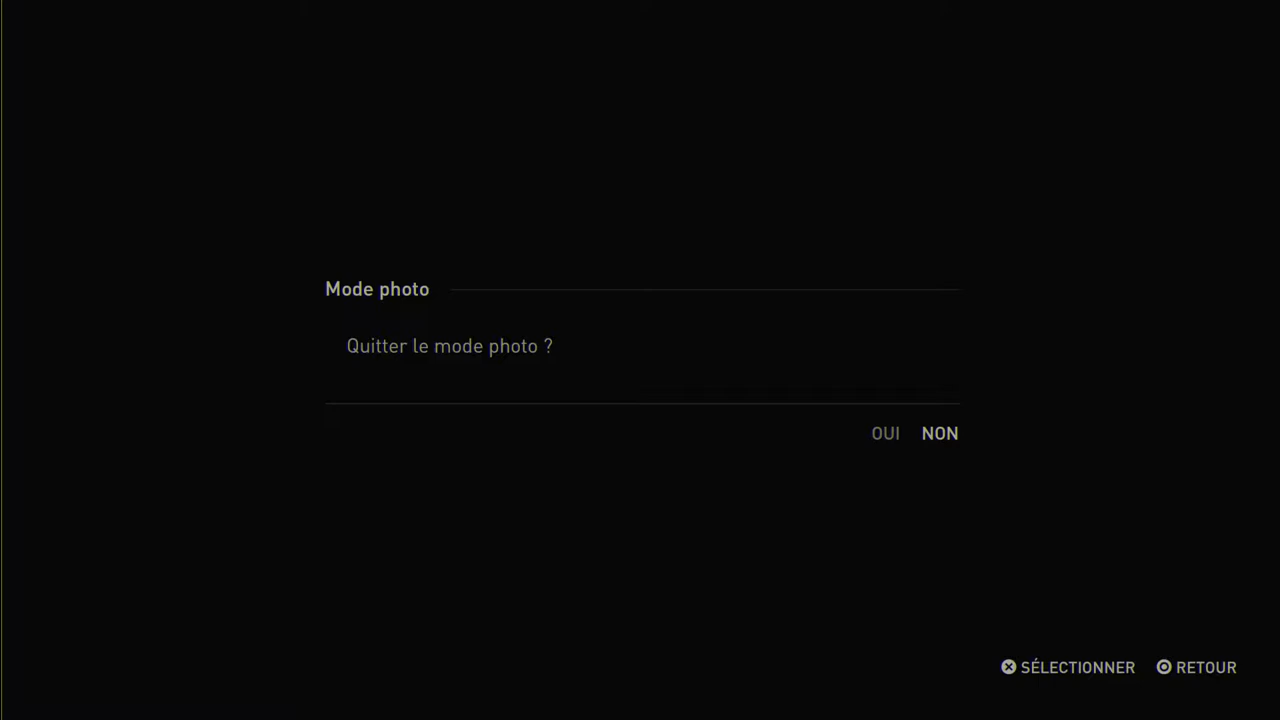 Mode photo
Quitter le mode photo ?
OUI NON
SÉLECTIONNER RETOUR